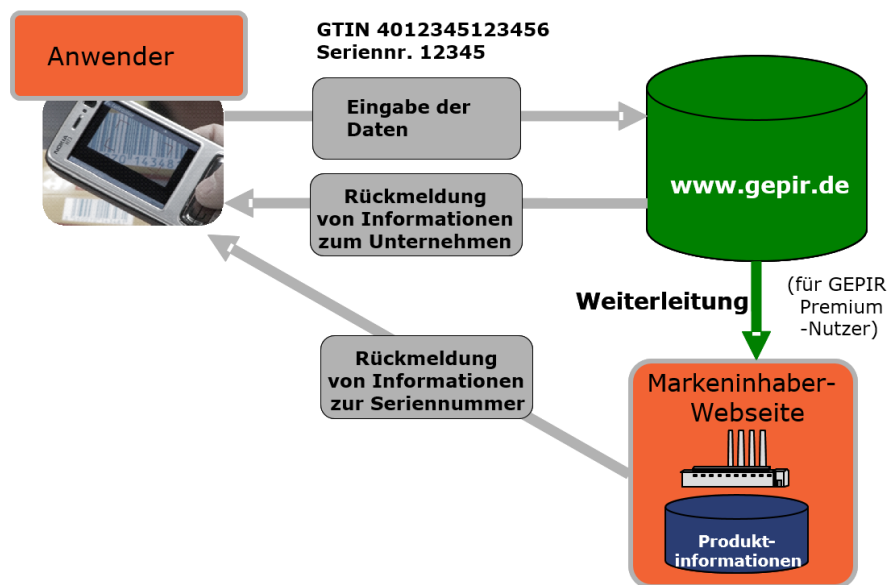 Anwender
GTIN 4012345123456
Seriennr. 12345
Eingabe der
Daten
www.gepir.de
Rückmeldung
von Informationen
zum Unternehmen
Weiterleitung
(für GEPIR
Premium
-Nutzer)
Rückmeldung
von Informationen
zur Seriennummer
Markeninhaber-
Webseite
Produkt-
informationen
NOKIA